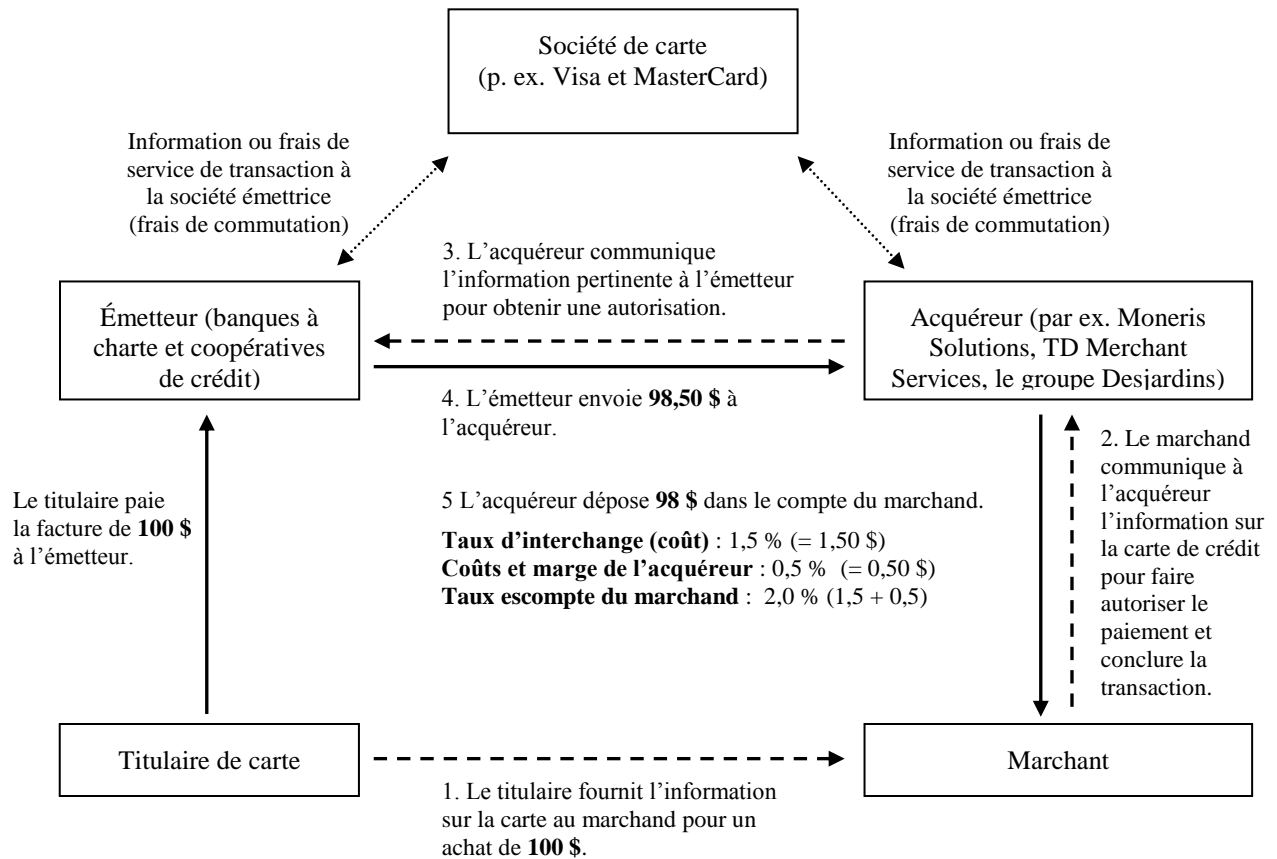 Société de carte
(p. ex. Visa et MasterCard)
Information ou frais de
service de transaction à
la société émettrice
(frais de commutation)
Information ou frais de
service de transaction à
la société émettrice
(frais de commutation)
3. L’acquéreur communique
l’information pertinente à l’émetteur
pour obtenir une autorisation.
Émetteur (banques à
charte et coopératives
de crédit)
Acquéreur (par ex. Moneris
Solutions, TD Merchant
Services, le groupe Desjardins)
4. L’émetteur envoie 98,50 $ à
l’acquéreur.
2. Le marchand
communique à
l’acquéreur
l’information sur
la carte de crédit
pour faire
autoriser le
paiement et
conclure la
transaction.
Le titulaire paie
la facture de 100 $
à l’émetteur.
5 L’acquéreur dépose 98 $ dans le compte du marchand.
Taux d’interchange (coût) : 1,5 % (= 1,50 $)
Coûts et marge de l’acquéreur : 0,5 % (= 0,50 $)
Taux escompte du marchand : 2,0 % (1,5 + 0,5)
Titulaire de carte
Marchant
1. Le titulaire fournit l’information
sur la carte au marchand pour un
achat de 100 $.